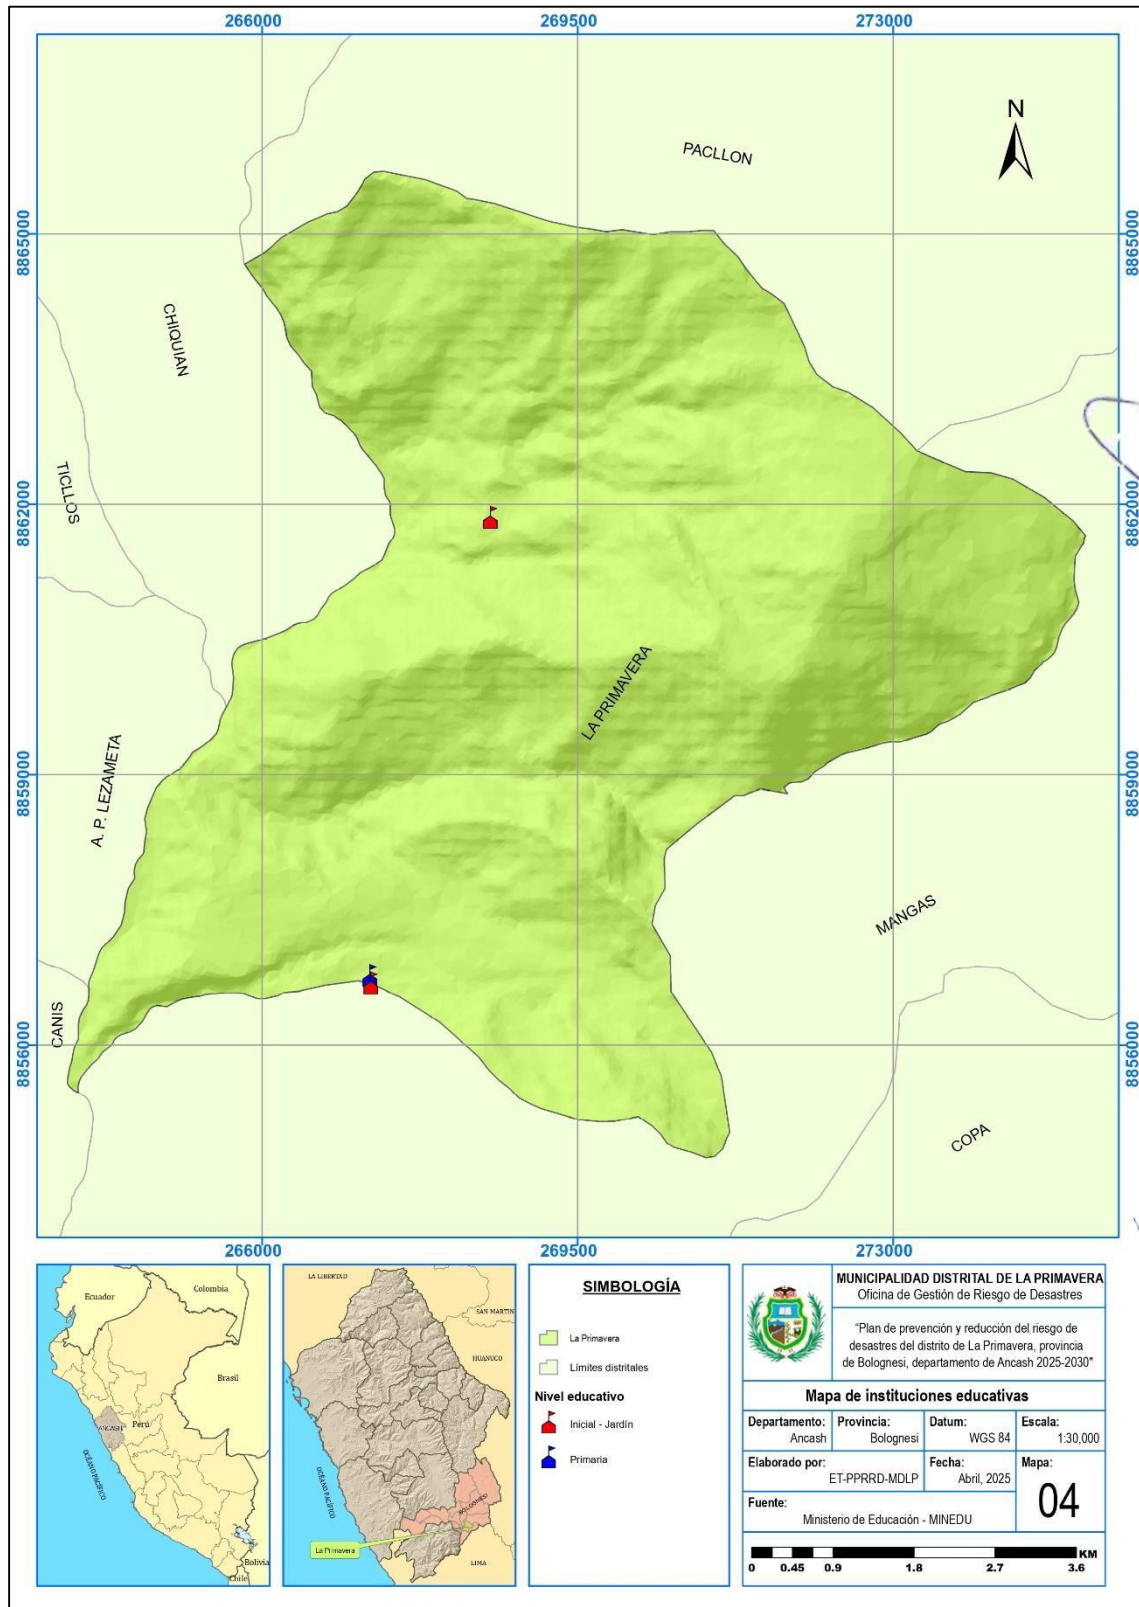 266000 269500 273000
PACLLON
N
8865000 8865000
CHIQUIAN
TICLLOS
8862000 8862000
LA PRIMAVERA
A. P. LEZAMETA
8859000 8859000
MANGAS
CANIS
8856000 8856000
COPA
266000 269500 273000
Ecuador
Colombia
Brasil
Perú
ANCASH
OCÉANO PACÍFICO
Bolivia
Chile
LA LIBERTAD
SAN MARTIN
HUANUCO
OCÉANO PACÍFICO
BOLOGNESI
La Primavera
LIMA
SIMBOLOGÍA
La Primavera
Límites distritales
Nivel educativo
Inicial - Jardín
Primaria
MUNICIPALIDAD DISTRITAL DE LA PRIMAVERA
Oficina de Gestión de Riesgo de Desastres
"Plan de prevención y reducción del riesgo de
desastres del distrito de La Primavera, provincia
de Bolognesi, departamento de Ancash 2025-2030"
Mapa de instituciones educativas
Departamento: Provincia: Datum: Escala:
Ancash Bolognesi WGS 84 1:30,000
Elaborado por: Fecha: Mapa:
ET-PPRRD-MDLP Abril, 2025 04
Fuente:
Ministerio de Educación - MINEDU
KM
0 0.45 0.9 1.8 2.7 3.6